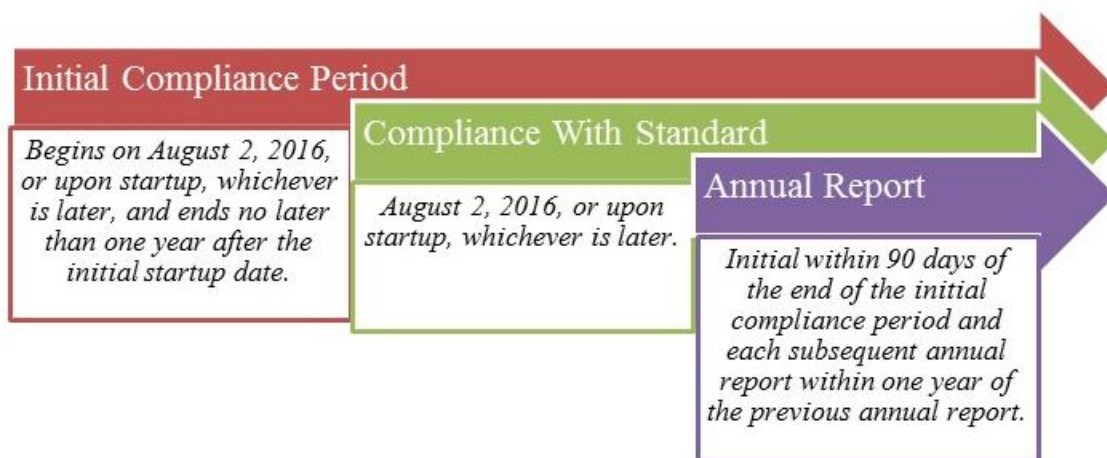 Initial Compliance Period
Begins on August 2, 2016,
or upon startup, whichever
is later, and ends no later
than one year after the
initial startup date.
Compliance With Standard
August 2, 2016, or upon
startup, whichever is later.
Annual Report
Initial within 90 days of
the end of the initial
compliance period and
each subsequent annual
report within one year of
the previous annual report.